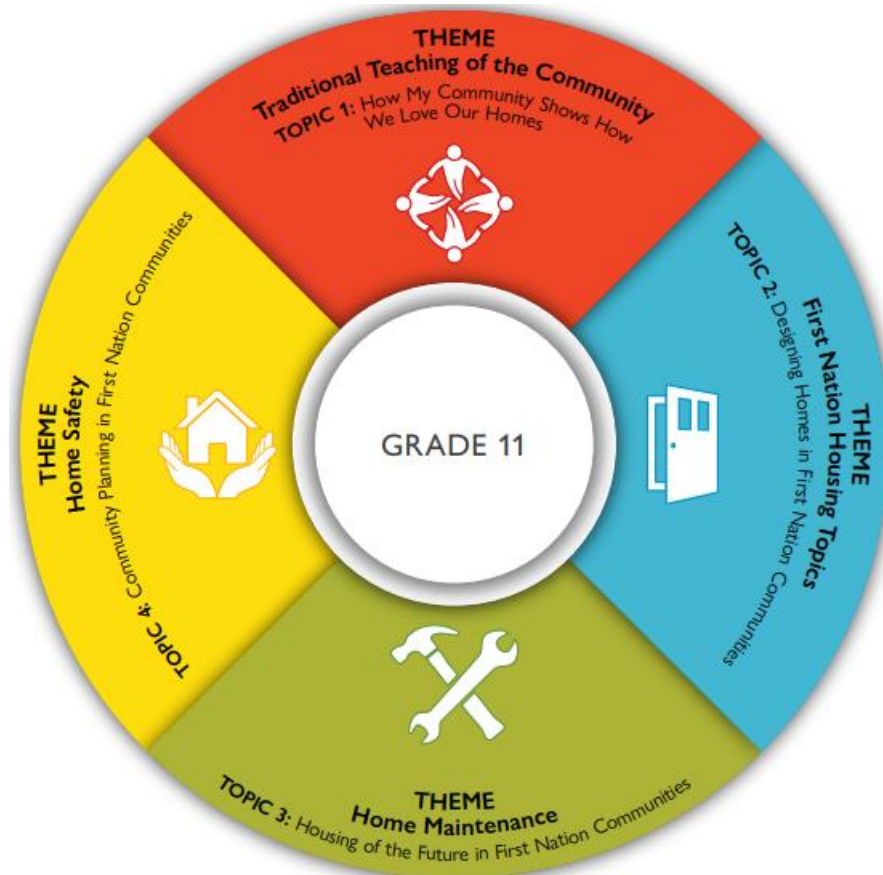 THEME
Traditional Teaching of the Community
TOPIC 1: How My Community Shows How
We Love Our Homes
THEME
First Nation Housing Topics
TOPIC 2: Designing Homes in First Nation Communities
THEME
Home Maintenance
TOPIC 3: Housing of the Future in First Nation Communities
THEME
Home Safety
TOPIC 4: Community Planning in First Nation Communities
GRADE 11